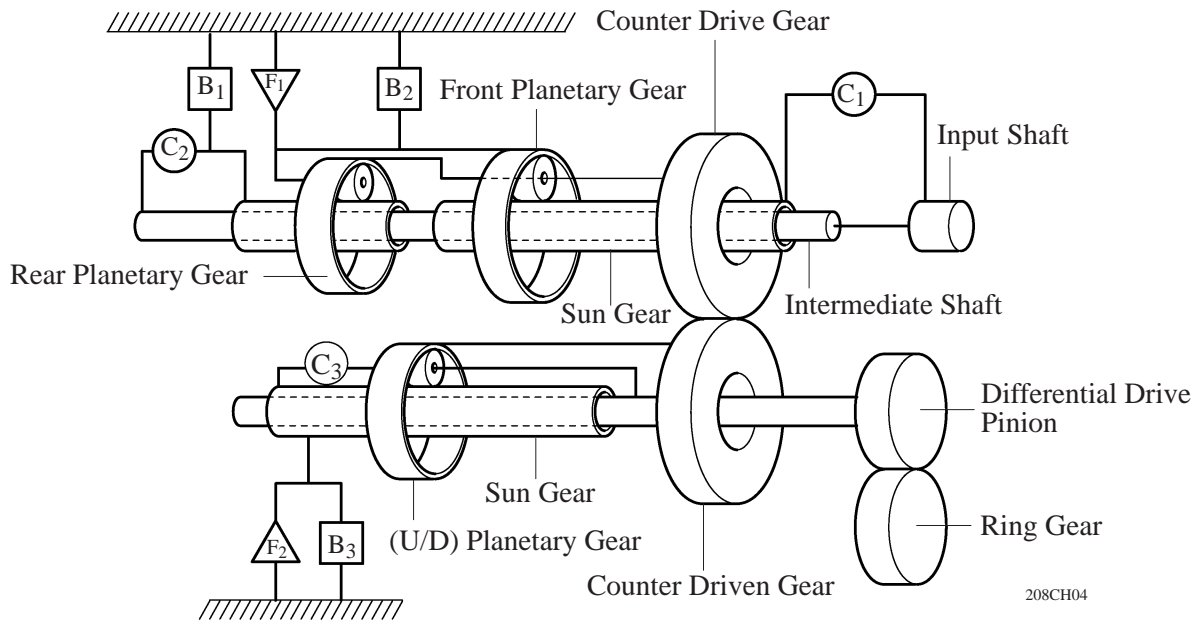 Counter Drive Gear
B1
F1
B2
Front Planetary Gear
C1
Input Shaft
C2
Rear Planetary Gear
Sun Gear
Intermediate Shaft
C3
Differential Drive
Pinion
Sun Gear
F2
B3
(U/D) Planetary Gear
Ring Gear
Counter Driven Gear
208CH04